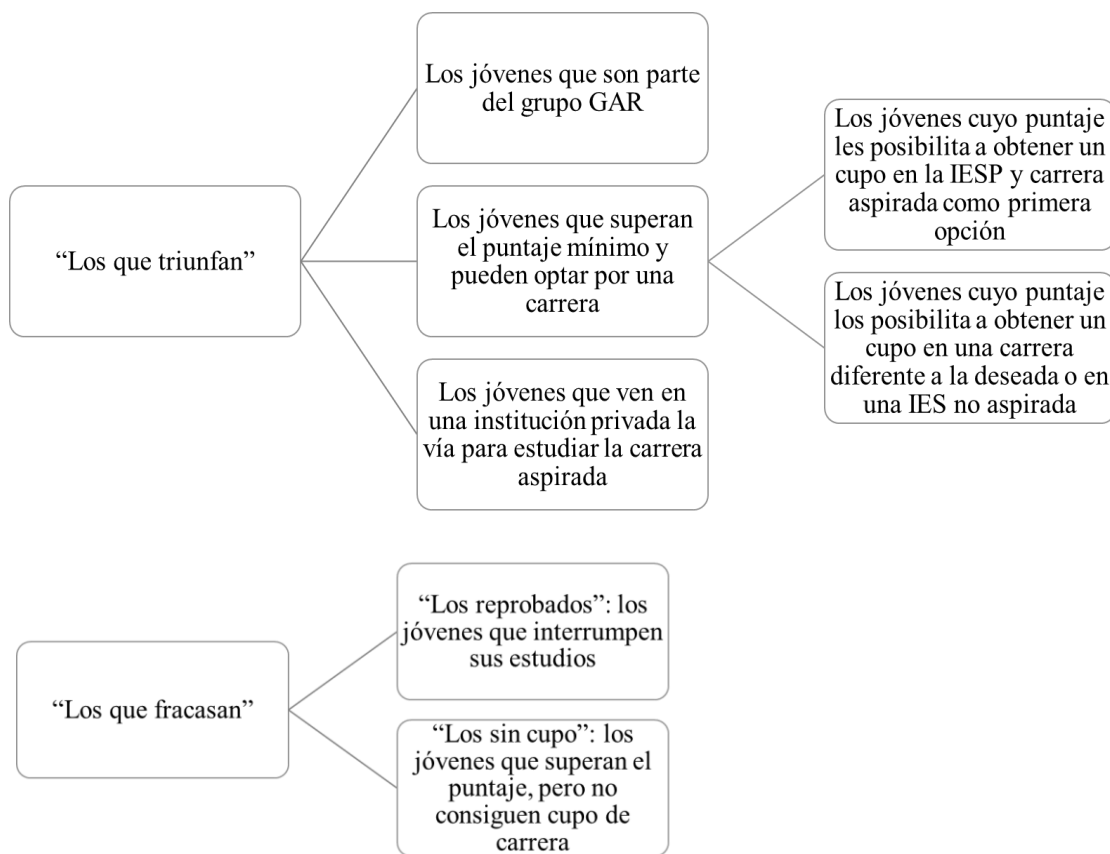 “Los que triunfan”
Los jóvenes que son parte
del grupo GAR
Los jóvenes que superan
el puntaje mínimo y
pueden optar por una
carrera
Los jóvenes cuyo puntaje
les posibilita a obtener un
cupo en la IESP y carrera
aspirada como primera
opción
Los jóvenes cuyo puntaje
los posibilita a obtener un
cupo en una carrera
diferente a la deseada o en
una IES no aspirada
Los jóvenes que ven en
una institución privada la
vía para estudiar la carrera
aspirada
“Los que fracasan”
“Los reprobados”: los
jóvenes que interrumpen
sus estudios
“Los sin cupo”: los
jóvenes que superan el
puntaje, pero no
consiguen cupo de
carrera